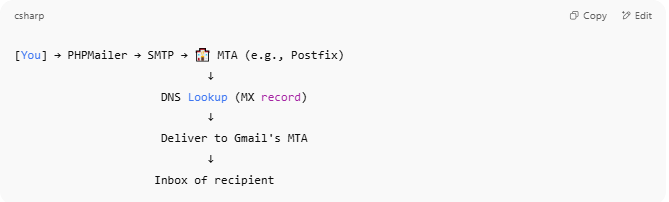 csharp Copy Edit
[You] → PHPMailer → SMTP → 🏤 MTA (e.g., Postfix)
↓
DNS Lookup (MX record)
↓
Deliver to Gmail's MTA
↓
Inbox of recipient